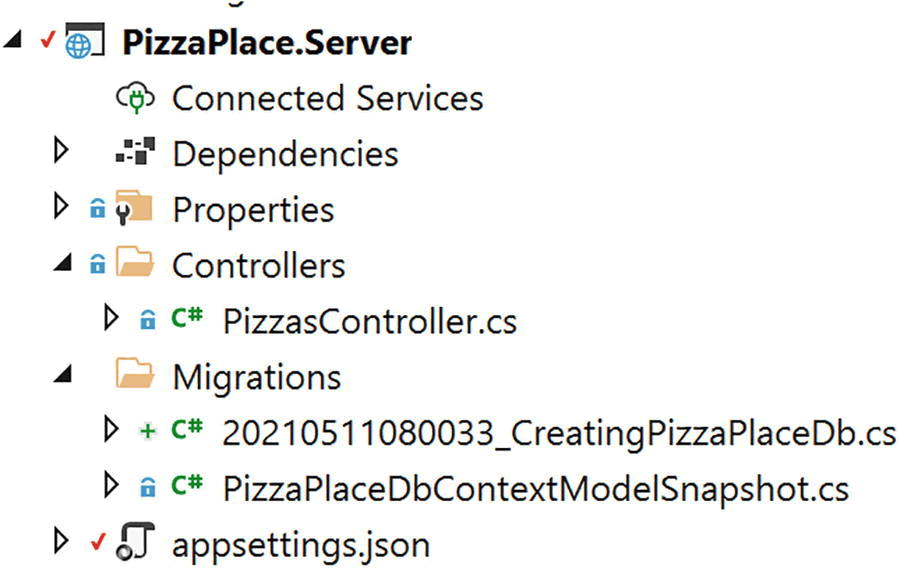 PizzaPlace.Server
Connected Services
Dependencies
Properties
Controllers
C# PizzasController.cs
Migrations
C# 20210511080033_CreatingPizzaPlaceDb.cs
C# PizzaPlaceDbContextModelSnapshot.cs
appsettings.json